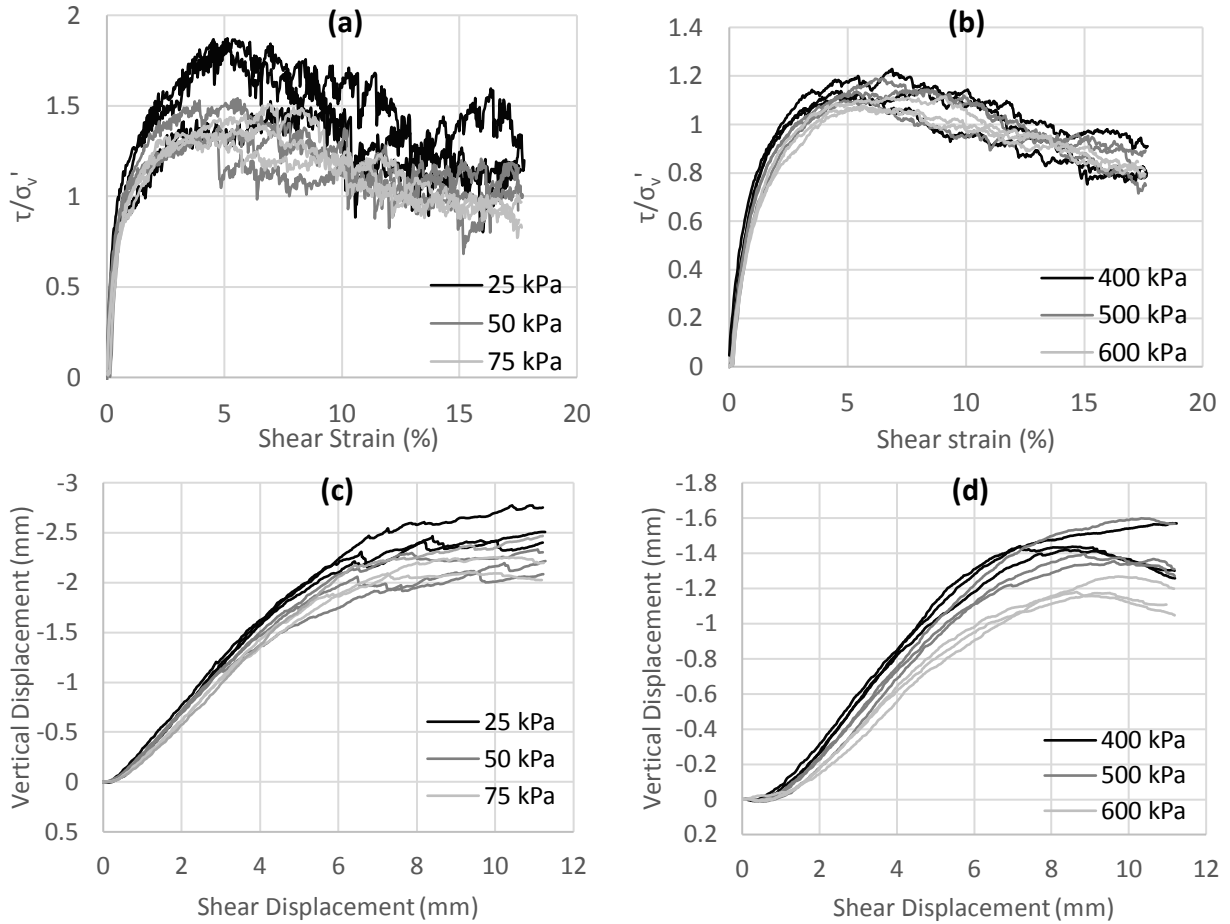 (a)
τ/σv'
2
1.5
1
0.5
0
0 5 10 15 20
Shear Strain (%)
25 kPa
50 kPa
75 kPa
(b)
τ/σv'
1.4
1.2
1
0.8
0.6
0.4
0.2
0
0 5 10 15 20
Shear strain (%)
400 kPa
500 kPa
600 kPa
(c)
Vertical Displacement (mm)
-3
-2.5
-2
-1.5
-1
-0.5
0
0.5
0 2 4 6 8 10 12
Shear Displacement (mm)
25 kPa
50 kPa
75 kPa
(d)
Vertical Displacement (mm)
-1.8
-1.6
-1.4
-1.2
-1
-0.8
-0.6
-0.4
-0.2
0
0.2
0 2 4 6 8 10 12
Shear Displacement (mm)
400 kPa
500 kPa
600 kPa